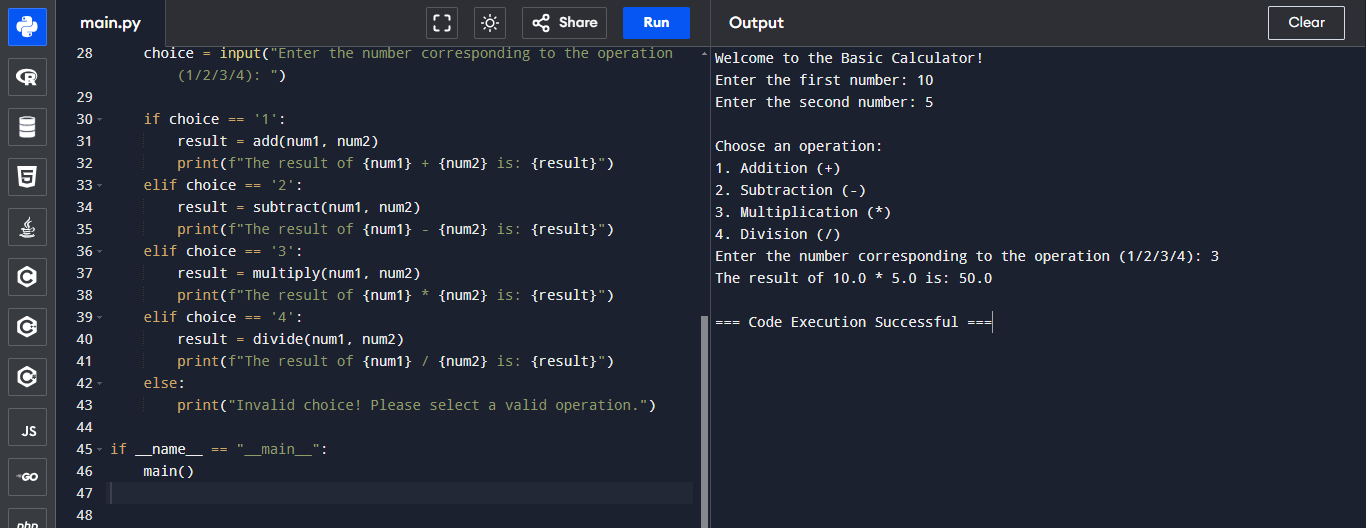 main.py
Share
Run
Output
Clear
28 choice = input("Enter the number corresponding to the operation
(1/2/3/4): ")
29
30 if choice == '1':
31 result = add(num1, num2)
32 print(f"The result of {num1} + {num2} is: {result}")
33 elif choice == '2':
34 result = subtract(num1, num2)
35 print(f"The result of {num1} - {num2} is: {result}")
36 elif choice == '3':
37 result = multiply(num1, num2)
38 print(f"The result of {num1} * {num2} is: {result}")
39 elif choice == '4':
40 result = divide(num1, num2)
41 print(f"The result of {num1} / {num2} is: {result}")
42 else:
43 print("Invalid choice! Please select a valid operation.")
44
45 if __name__ == "__main__":
46 main()
47
48
Welcome to the Basic Calculator!
Enter the first number: 10
Enter the second number: 5
Choose an operation:
1. Addition (+)
2. Subtraction (-)
3. Multiplication (*)
4. Division (/)
Enter the number corresponding to the operation (1/2/3/4): 3
The result of 10.0 * 5.0 is: 50.0
=== Code Execution Successful ===
R
5
C
C
C
JS
GO
php